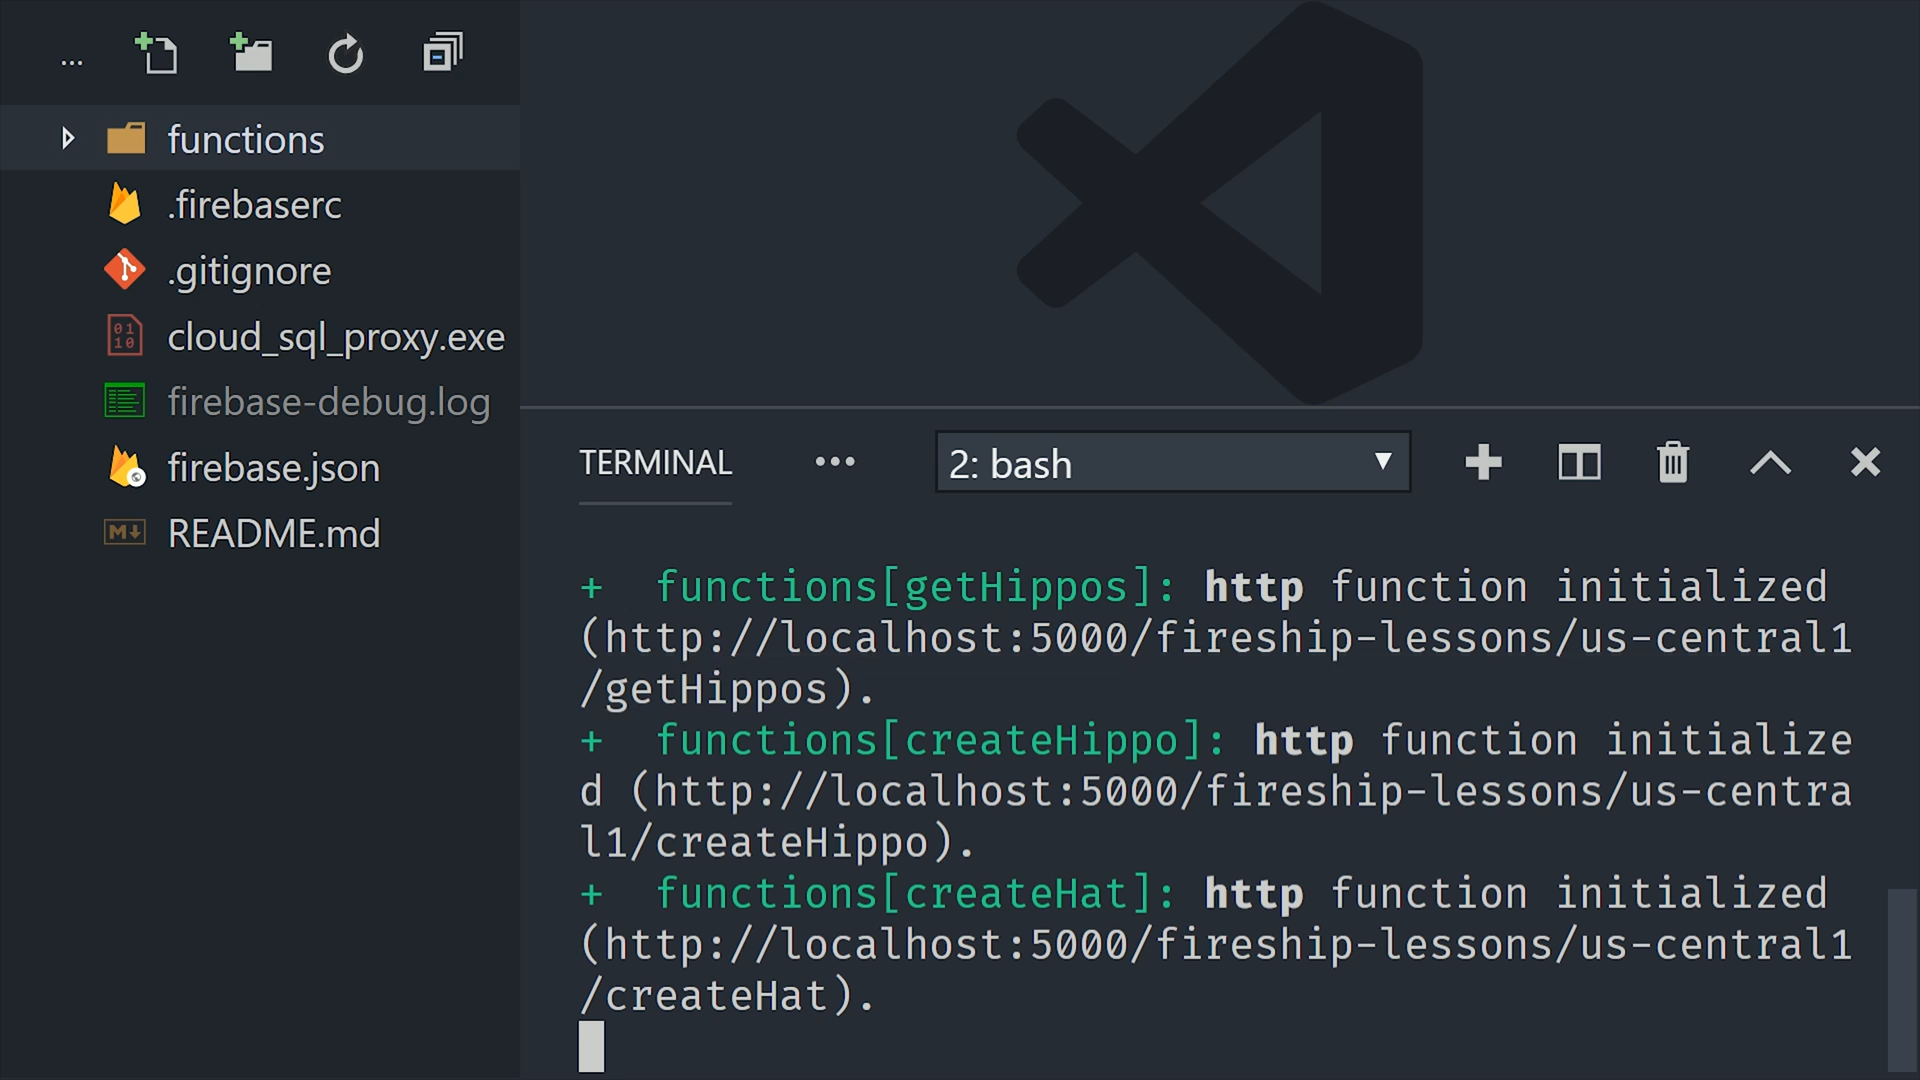 ...
functions
.firebaserc
.gitignore
cloud_sql_proxy.exe
firebase-debug.log
firebase.json
README.md
TERMINAL ••• 2: bash
+  functions[getHippos]: http function initialized
(http://localhost:5000/fireship-lessons/us-central1
/getHippos).
+  functions[createHippo]: http function initialize
d (http://localhost:5000/fireship-lessons/us-centra
l1/createHippo).
+  functions[createHat]: http function initialized
(http://localhost:5000/fireship-lessons/us-central1
/createHat).